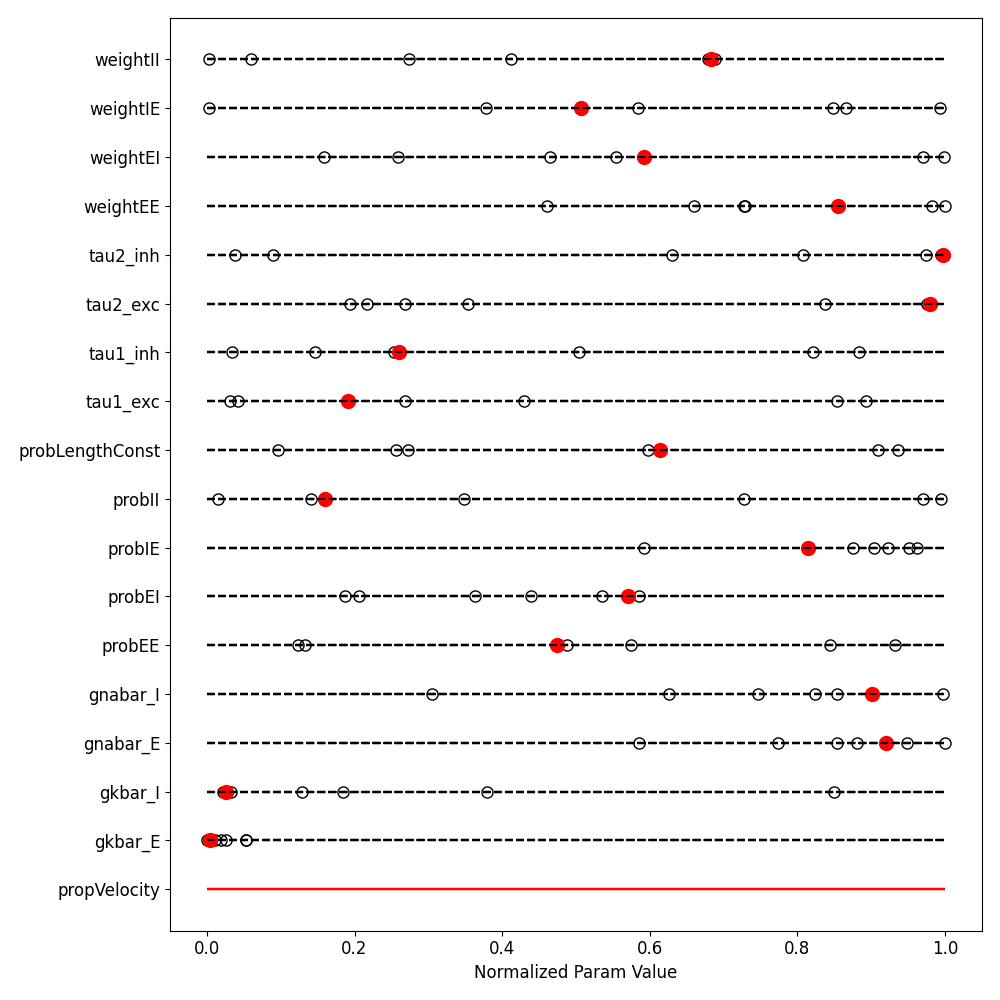 weightII
weightIE
weightEI
weightEE
tau2_inh
tau2_exc
tau1_inh
tau1_exc
probLengthConst
probII
probIE
probEI
probEE
gnabar_I
gnabar_E
gkbar_I
gkbar_E
propVelocity
0.0 0.2 0.4 0.6 0.8 1.0
Normalized Param Value